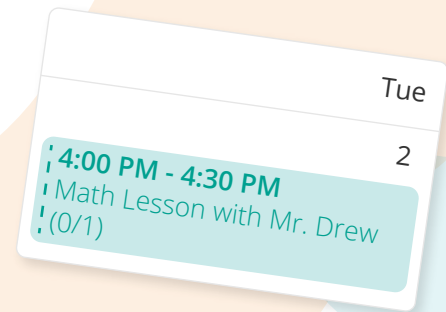 Tue
2
4:00 PM - 4:30 PM
Math Lesson with Mr. Drew
(0/1)